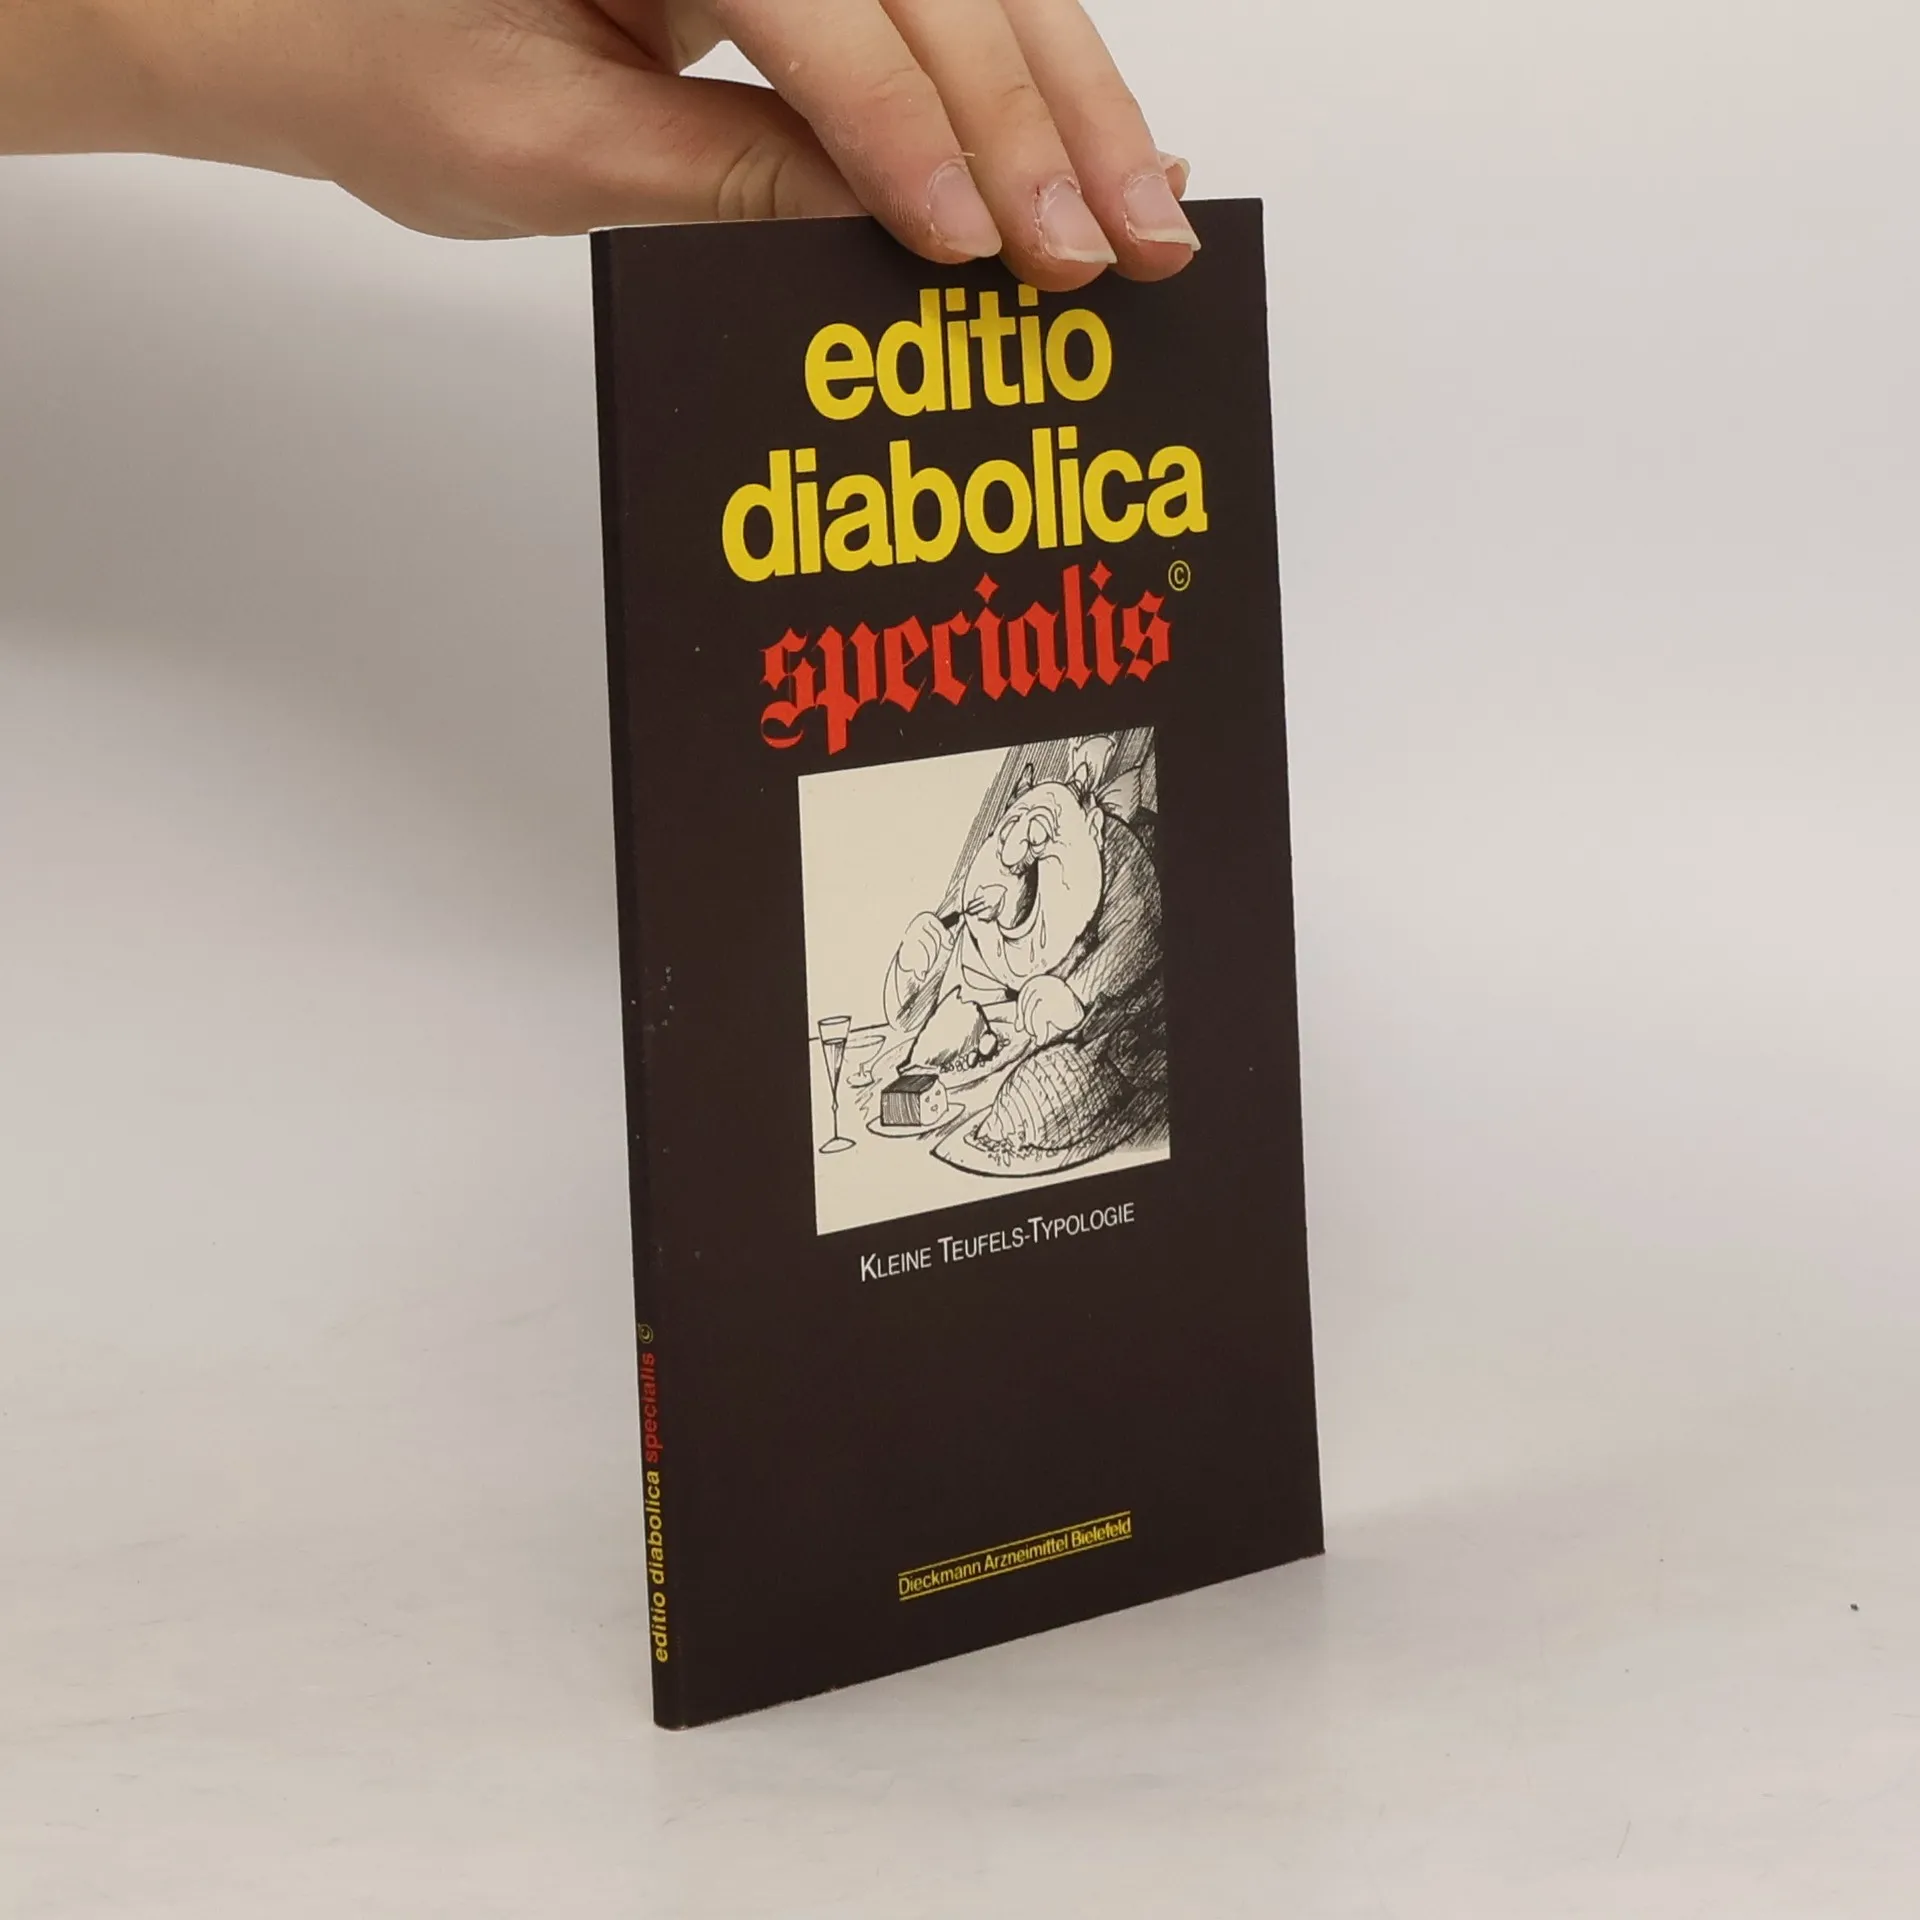 editio
diabolica
specialis ©
KLEINE TEUFELS-TYPOLOGIE
Dieckmann Arzneimittel Bielefeld
editio diabolica specialis ©